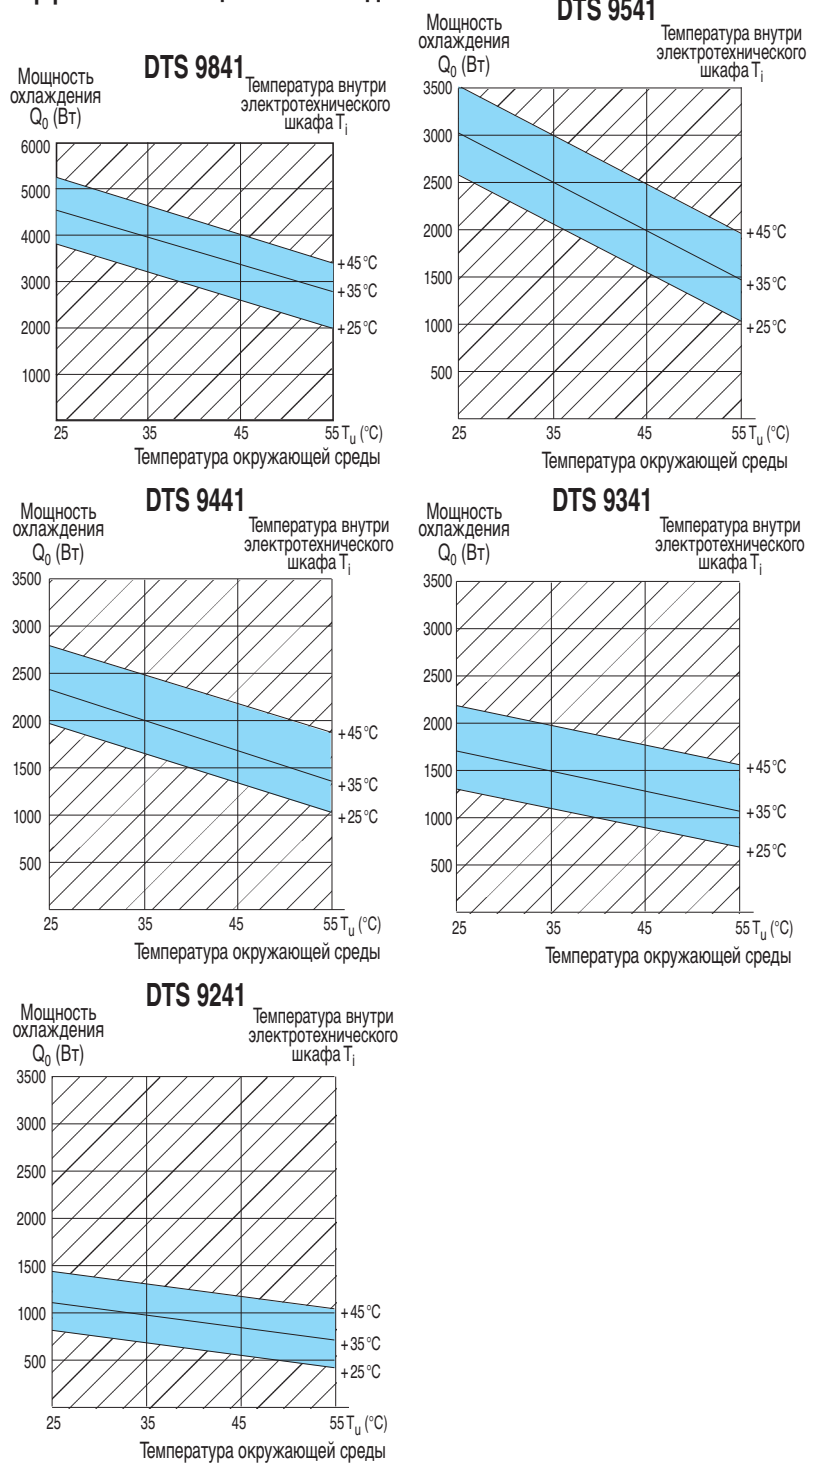 DTS 9841
Мощность
охлаждения
Q0 (Вт)
Температура внутри
электротехнического
шкафа Ti
6000
5000
4000
3000
2000
1000
+45°C
+35°C
+25°C
25
35
45
55 Tu (°C)
Температура окружающей среды
DTS 9541
Мощность
охлаждения
Q0 (Вт)
Температура внутри
электротехнического
шкафа Ti
3500
3000
2500
2000
1500
1000
500
+45°C
+35°C
+25°C
25
35
45
55 Tu (°C)
Температура окружающей среды
DTS 9441
Мощность
охлаждения
Q0 (Вт)
Температура внутри
электротехнического
шкафа Ti
3500
3000
2500
2000
1500
1000
500
+45°C
+35°C
+25°C
25
35
45
55 Tu (°C)
Температура окружающей среды
DTS 9341
Мощность
охлаждения
Q0 (Вт)
Температура внутри
электротехнического
шкафа Ti
3500
3000
2500
2000
1500
1000
500
+45°C
+35°C
+25°C
25
35
45
55 Tu (°C)
Температура окружающей среды
DTS 9241
Мощность
охлаждения
Q0 (Вт)
Температура внутри
электротехнического
шкафа Ti
3500
3000
2500
2000
1500
1000
500
+45°C
+35°C
+25°C
25
35
45
55 Tu (°C)
Температура окружающей среды